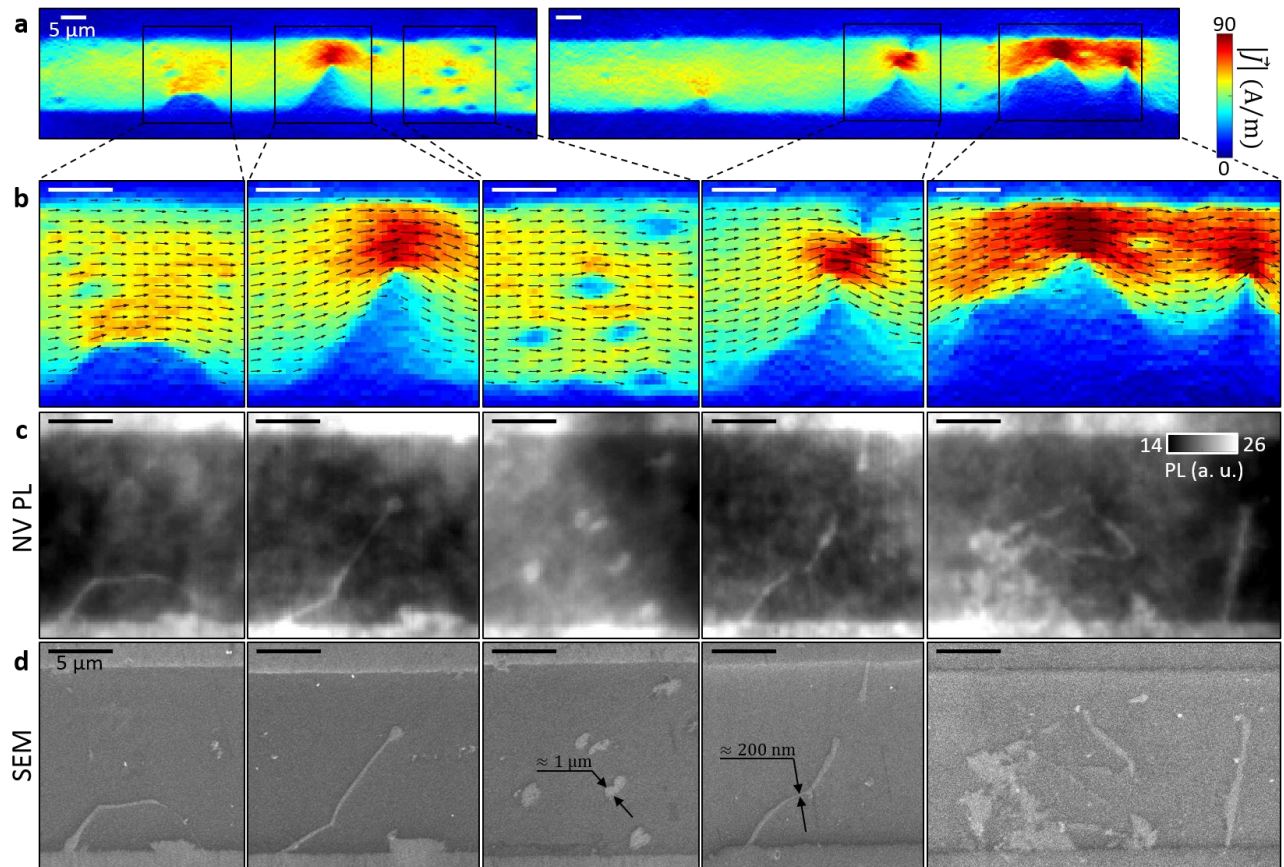 a
5 μm
90
|J⃗| (A/m)
0
b
c
NV PL
14 26
PL (a. u.)
d
5 μm
SEM
≈ 1 μm
≈ 200 nm